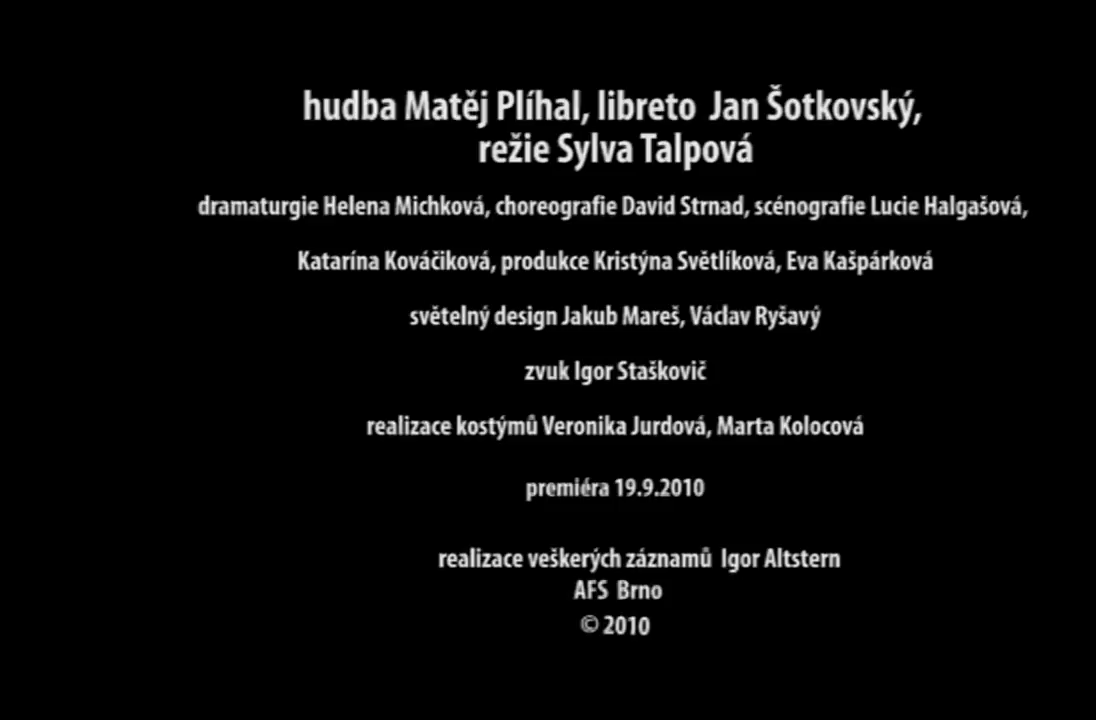 hudba Matěj Plíhal, libreto Jan Šotkovský,
režie Sylva Talpová
dramaturgie Helena Michková, choreografie David Strnad, scénografie Lucie Halgašová,
Katarína Kováčiková, produkce Kristýna Světlíková, Eva Kašpárková
světelný design Jakub Mareš, Václav Ryšavý
zvuk Igor Staškovič
realizace kostýmů Veronika Jurdová, Marta Kolocová
premiéra 19.9.2010
realizace veškerých záznamů Igor Altstern
AFS Brno
© 2010